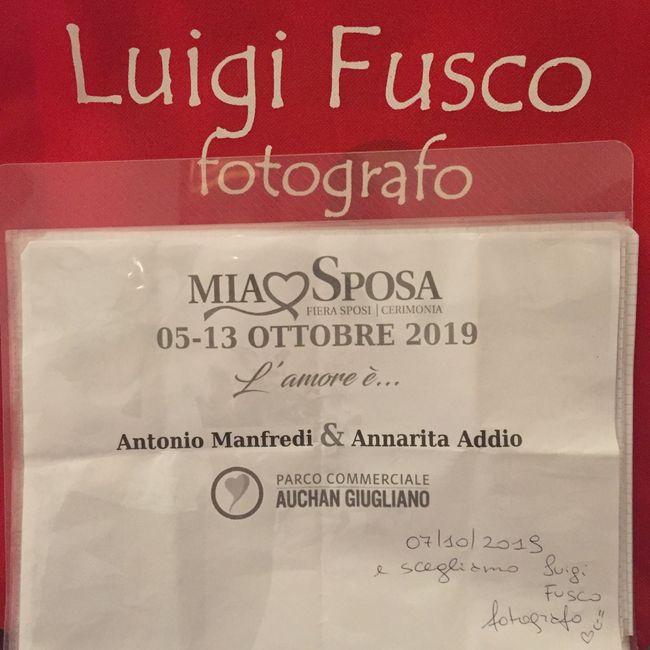 Luigi Fusco
fotografo
MIA SPOSA
FIERA SPOSI | CERIMONIA
05-13 OTTOBRE 2019
L'amore è...
Antonio Manfredi & Annarita Addio
PARCO COMMERCIALE
AUCHAN GIUGLIANO
07/10/2019
e scegliamo Luigi
Fusco
fotografo